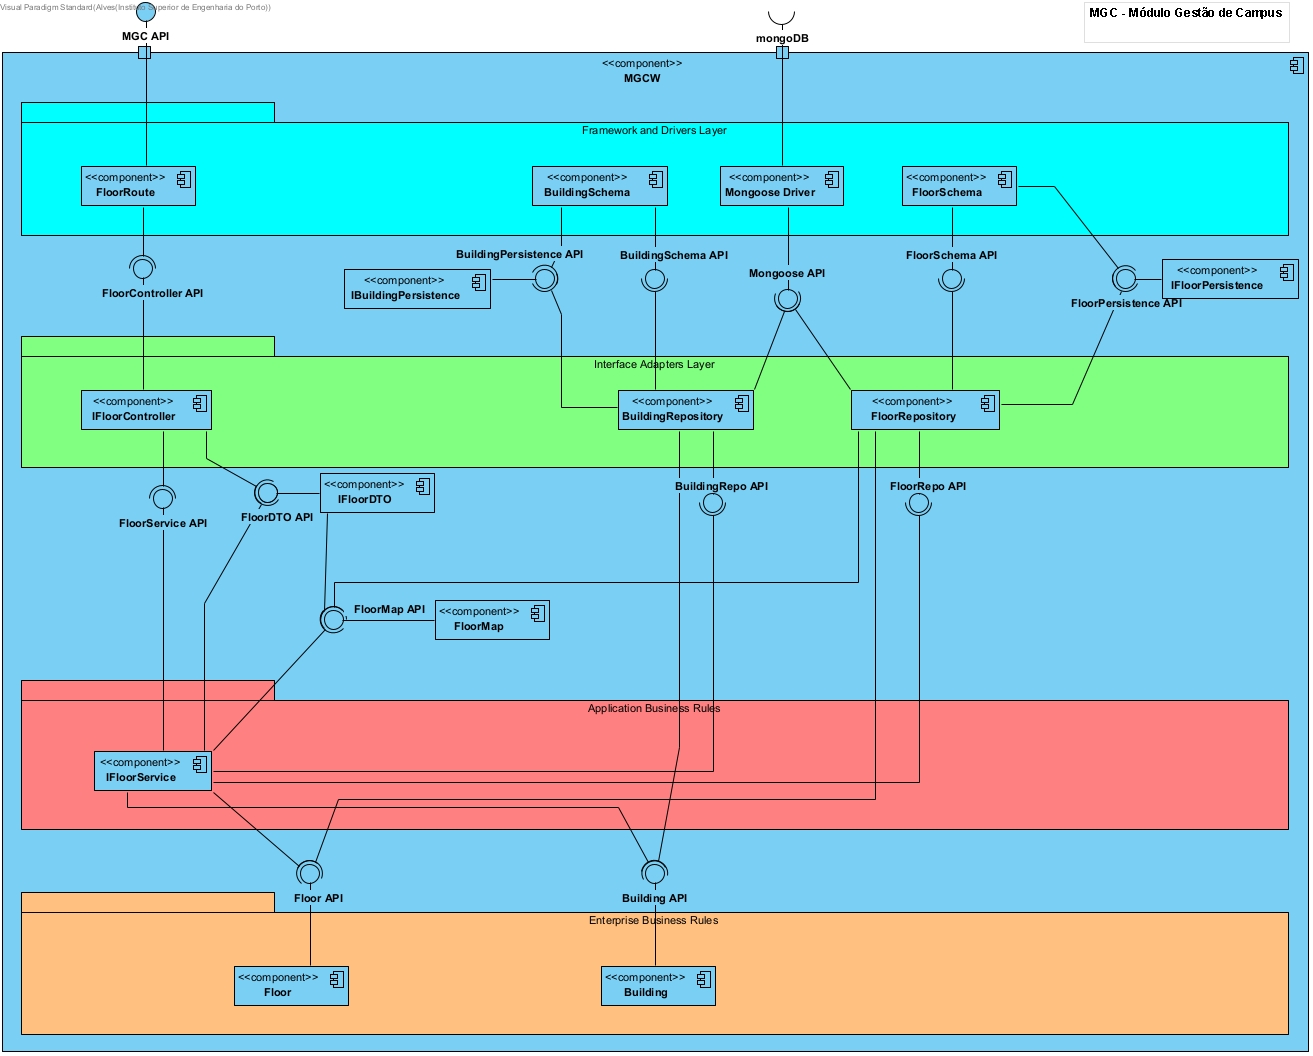 Visual Paradigm Standard(Alves(Instituto Superior de Engenharia do Porto))
MGC API
mongoDB
MGC - Módulo Gestão de Campus
<<component>>
MGCW
Framework and Drivers Layer
<<component>>
FloorRoute
<<component>>
BuildingSchema
<<component>>
Mongoose Driver
<<component>>
FloorSchema
BuildingPersistence API
BuildingSchema API
FloorSchema API
Mongoose API
<<component>>
IBuildingPersistence
<<component>>
IFloorPersistence
FloorController API
FloorPersistence API
Interface Adapters Layer
<<component>>
IFloorController
<<component>>
BuildingRepository
<<component>>
FloorRepository
<<component>>
IFloorDTO
BuildingRepo API
FloorRepo API
FloorService API
FloorDTO API
FloorMap API
<<component>>
FloorMap
Application Business Rules
<<component>>
IFloorService
Floor API
Building API
Enterprise Business Rules
<<component>>
Floor
<<component>>
Building